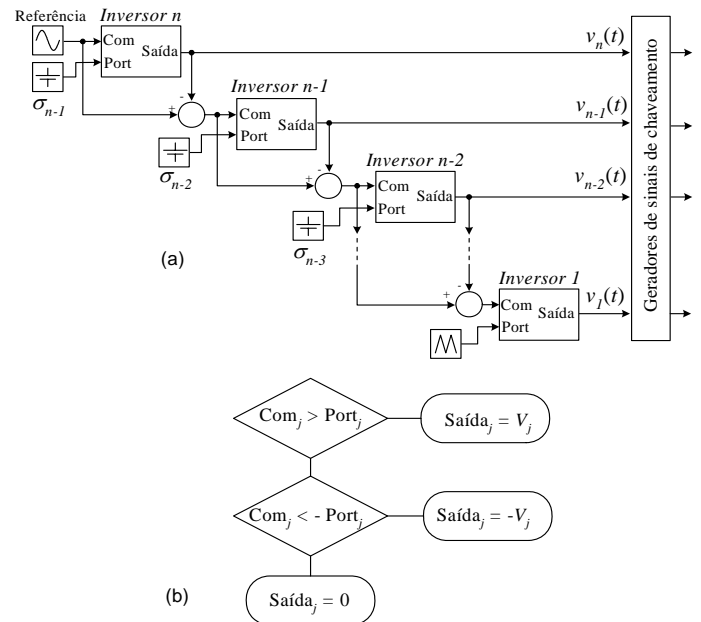 Referência
Inversor n
Com
Port
Saída
σn-1
vn(t)
-
+
Inversor n-1
Com
Port
Saída
σn-2
vn-1(t)
-
+
Inversor n-2
Com
Port
Saída
σn-3
vn-2(t)
(a)
-
+
Inversor 1
Com
Port
Saída
v1(t)
Geradores de sinais de chaveamento
Comj > Portj
Saídaj = Vj
Comj < - Portj
Saídaj = -Vj
Saídaj = 0
(b)